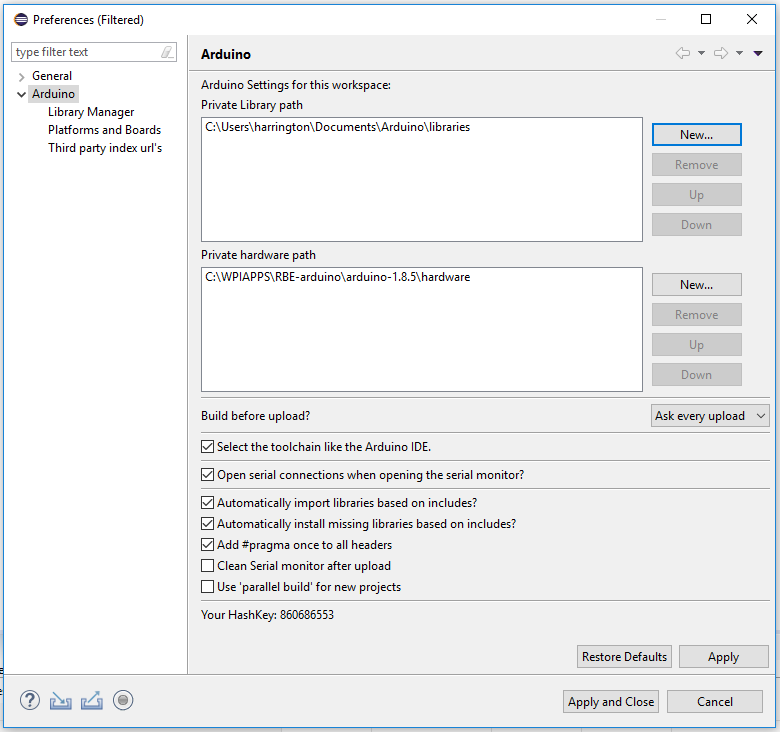 Preferences (Filtered)
type filter text
General
Arduino
Library Manager
Platforms and Boards
Third party index url's
Arduino
Arduino Settings for this workspace:
Private Library path
C:\Users\harrington\Documents\Arduino\libraries
New...
Remove
Up
Down
Private hardware path
C:\WPIAPPS\RBE-arduino\arduino-1.8.5\hardware
New...
Remove
Up
Down
Build before upload?
Ask every upload
Select the toolchain like the Arduino IDE.
Open serial connections when opening the serial monitor?
Automatically import libraries based on includes?
Automatically install missing libraries based on includes?
Add #pragma once to all headers
Clean Serial monitor after upload
Use 'parallel build' for new projects
Your HashKey: 860686553
Restore Defaults
Apply
Apply and Close
Cancel